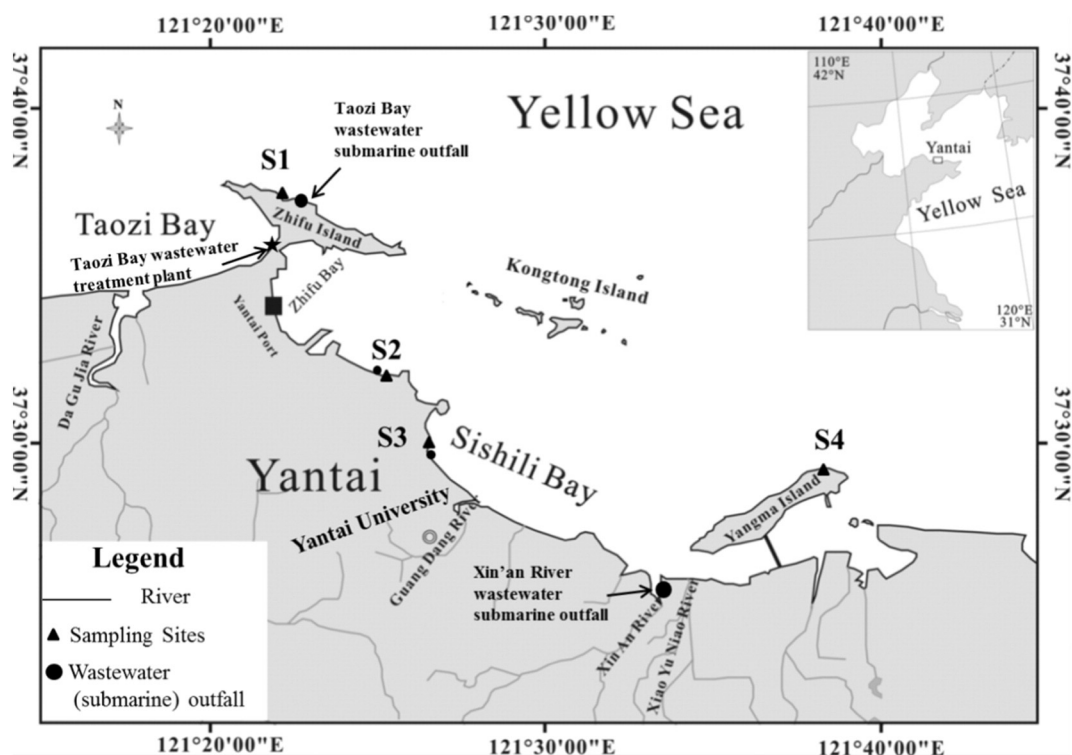 121°20'00"E
121°30'00"E
121°40'00"E
37°40'00"N
37°40'00"N
110°E
42°N
Yantai
Yellow Sea
120°E
31°N
N
Yellow Sea
Taozi Bay
wastewater
submarine outfall
S1
Zhifu Island
Taozi Bay
Taozi Bay wastewater
treatment plant
Zhifu Bay
Kongtong Island
Yantai Port
Da Gu Jia River
S2
S3
Sishili Bay
S4
37°30'00"N
37°30'00"N
Yantai
Yangma Island
Yantai University
Guang Dang River
Xin'an River
wastewater
submarine outfall
Xin An River
Xiao Yu Niao River
Legend
River
Sampling Sites
Wastewater
(submarine) outfall
121°20'00"E
121°30'00"E
121°40'00"E